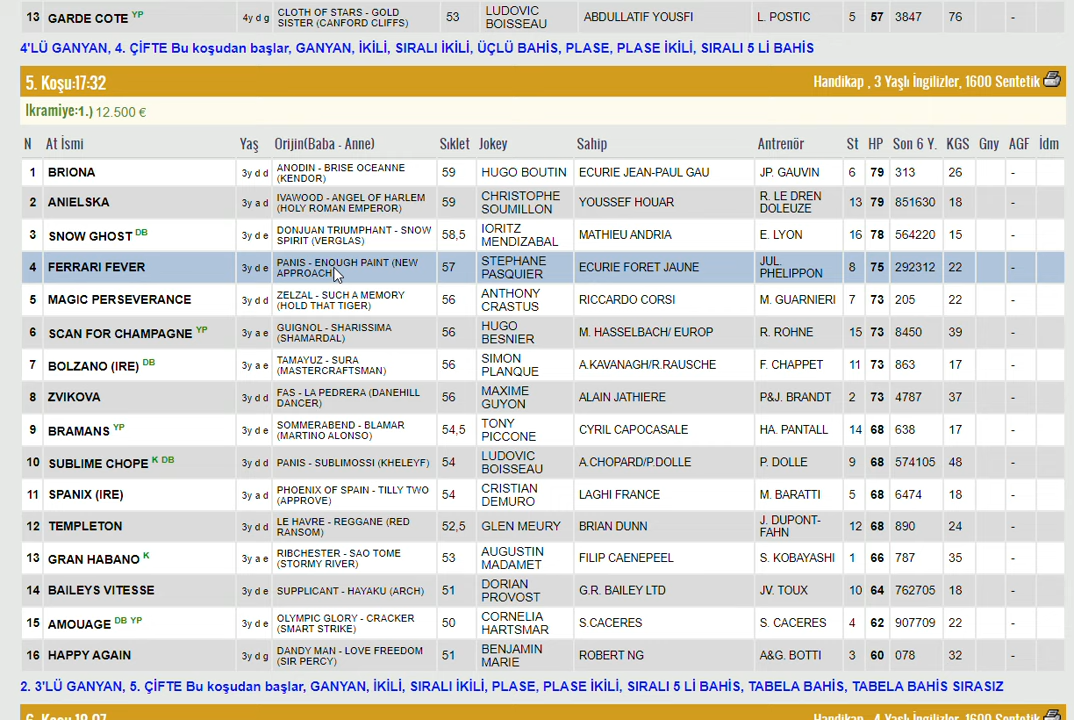 13 GARDE COTE YP 4y d g CLOTH OF STARS - GOLD SISTER (CANFORD CLIFFS) 53 LUDOVIC BOISSEAU ABDULLATIF YOUSFI L. POSTIC 5 57 3847 76 -
4'LÜ GANYAN, 4. ÇİFTE Bu koşudan başlar, GANYAN, İKİLİ, SIRALI İKİLİ, ÜÇLÜ BAHİS, PLASE, PLASE İKİLİ, SIRALI 5 Lİ BAHİS
5. Koşu:17:32 Handikap , 3 Yaşlı İngilizler, 1600 Sentetik
Ikramiye:1.) 12.500 €
N At İsmi Yaş Orijin(Baba - Anne) Sıklet Jokey Sahip Antrenör St HP Son 6 Y. KGS Gny AGF İdm
1 BRIONA 3y d d ANODIN - BRISE OCEANNE (KENDOR) 59 HUGO BOUTIN ECURIE JEAN-PAUL GAU JP. GAUVIN 6 79 313 26 -
2 ANIELSKA 3y a d IVAWOOD - ANGEL OF HARLEM (HOLY ROMAN EMPEROR) 59 CHRISTOPHE SOUMILLON YOUSSEF HOUAR R. LE DREN DOLEUZE 13 79 851630 18 -
3 SNOW GHOST DB 3y d e DONJUAN TRIUMPHANT - SNOW SPIRIT (VERGLAS) 58,5 IORITZ MENDIZABAL MATHIEU ANDRIA E. LYON 16 78 564220 15 -
4 FERRARI FEVER 3y d e PANIS - ENOUGH PAINT (NEW APPROACH) 57 STEPHANE PASQUIER ECURIE FORET JAUNE JUL. PHELIPPON 8 75 292312 22 -
5 MAGIC PERSEVERANCE 3y d d ZELZAL - SUCH A MEMORY (HOLD THAT TIGER) 56 ANTHONY CRASTUS RICCARDO CORSI M. GUARNIERI 7 73 205 22 -
6 SCAN FOR CHAMPAGNE YP 3y a e GUIGNOL - SHARISSIMA (SHAMARDAL) 56 HUGO BESNIER M. HASSELBACH/ EUROP R. ROHNE 15 73 8450 39 -
7 BOLZANO (IRE) DB 3y a e TAMAYUZ - SURA (MASTERCRAFTSMAN) 56 SIMON PLANQUE A.KAVANAGH/R.RAUSCHE F. CHAPPET 11 73 863 17 -
8 ZVIKOVA 3y d d FAS - LA PEDRERA (DANEHILL DANCER) 56 MAXIME GUYON ALAIN JATHIERE P&J. BRANDT 2 73 4787 37 -
9 BRAMANS YP 3y d e SOMMERABEND - BLAMAR (MARTINO ALONSO) 54,5 TONY PICCONE CYRIL CAPOCASALE HA. PANTALL 14 68 638 17 -
10 SUBLIME CHOPE K DB 3y d d PANIS - SUBLIMOSSI (KHELEYF) 54 LUDOVIC BOISSEAU A.CHOPARD/P.DOLLE P. DOLLE 9 68 574105 48 -
11 SPANIX (IRE) 3y a d PHOENIX OF SPAIN - TILLY TWO (APPROVE) 54 CRISTIAN DEMURO LAGHI FRANCE M. BARATTI 5 68 6474 18 -
12 TEMPLETON 3y d d LE HAVRE - REGGANE (RED RANSOM) 52,5 GLEN MEURY BRIAN DUNN J. DUPONT-FAHN 12 68 890 24 -
13 GRAN HABANO K 3y a e RIBCHESTER - SAO TOME (STORMY RIVER) 53 AUGUSTIN MADAMET FILIP CAENEPEEL S. KOBAYASHI 1 66 787 35 -
14 BAILEYS VITESSE 3y d e SUPPLICANT - HAYAKU (ARCH) 51 DORIAN PROVOST G.R. BAILEY LTD JV. TOUX 10 64 762705 18 -
15 AMOUAGE DB YP 3y d e OLYMPIC GLORY - CRACKER (SMART STRIKE) 50 CORNELIA HARTSMAR S.CACERES S. CACERES 4 62 907709 22 -
16 HAPPY AGAIN 3y d g DANDY MAN - LOVE FREEDOM (SIR PERCY) 51 BENJAMIN MARIE ROBERT NG A&G. BOTTI 3 60 078 32 -
2. 3'LÜ GANYAN, 5. ÇİFTE Bu koşudan başlar, GANYAN, İKİLİ, SIRALI İKİLİ, PLASE, PLASE İKİLİ, SIRALI 5 Lİ BAHİS, TABELA BAHİS, TABELA BAHİS SIRASIZ
Handikap , 4 Yaşlı İngilizler, 1600 Sentetik